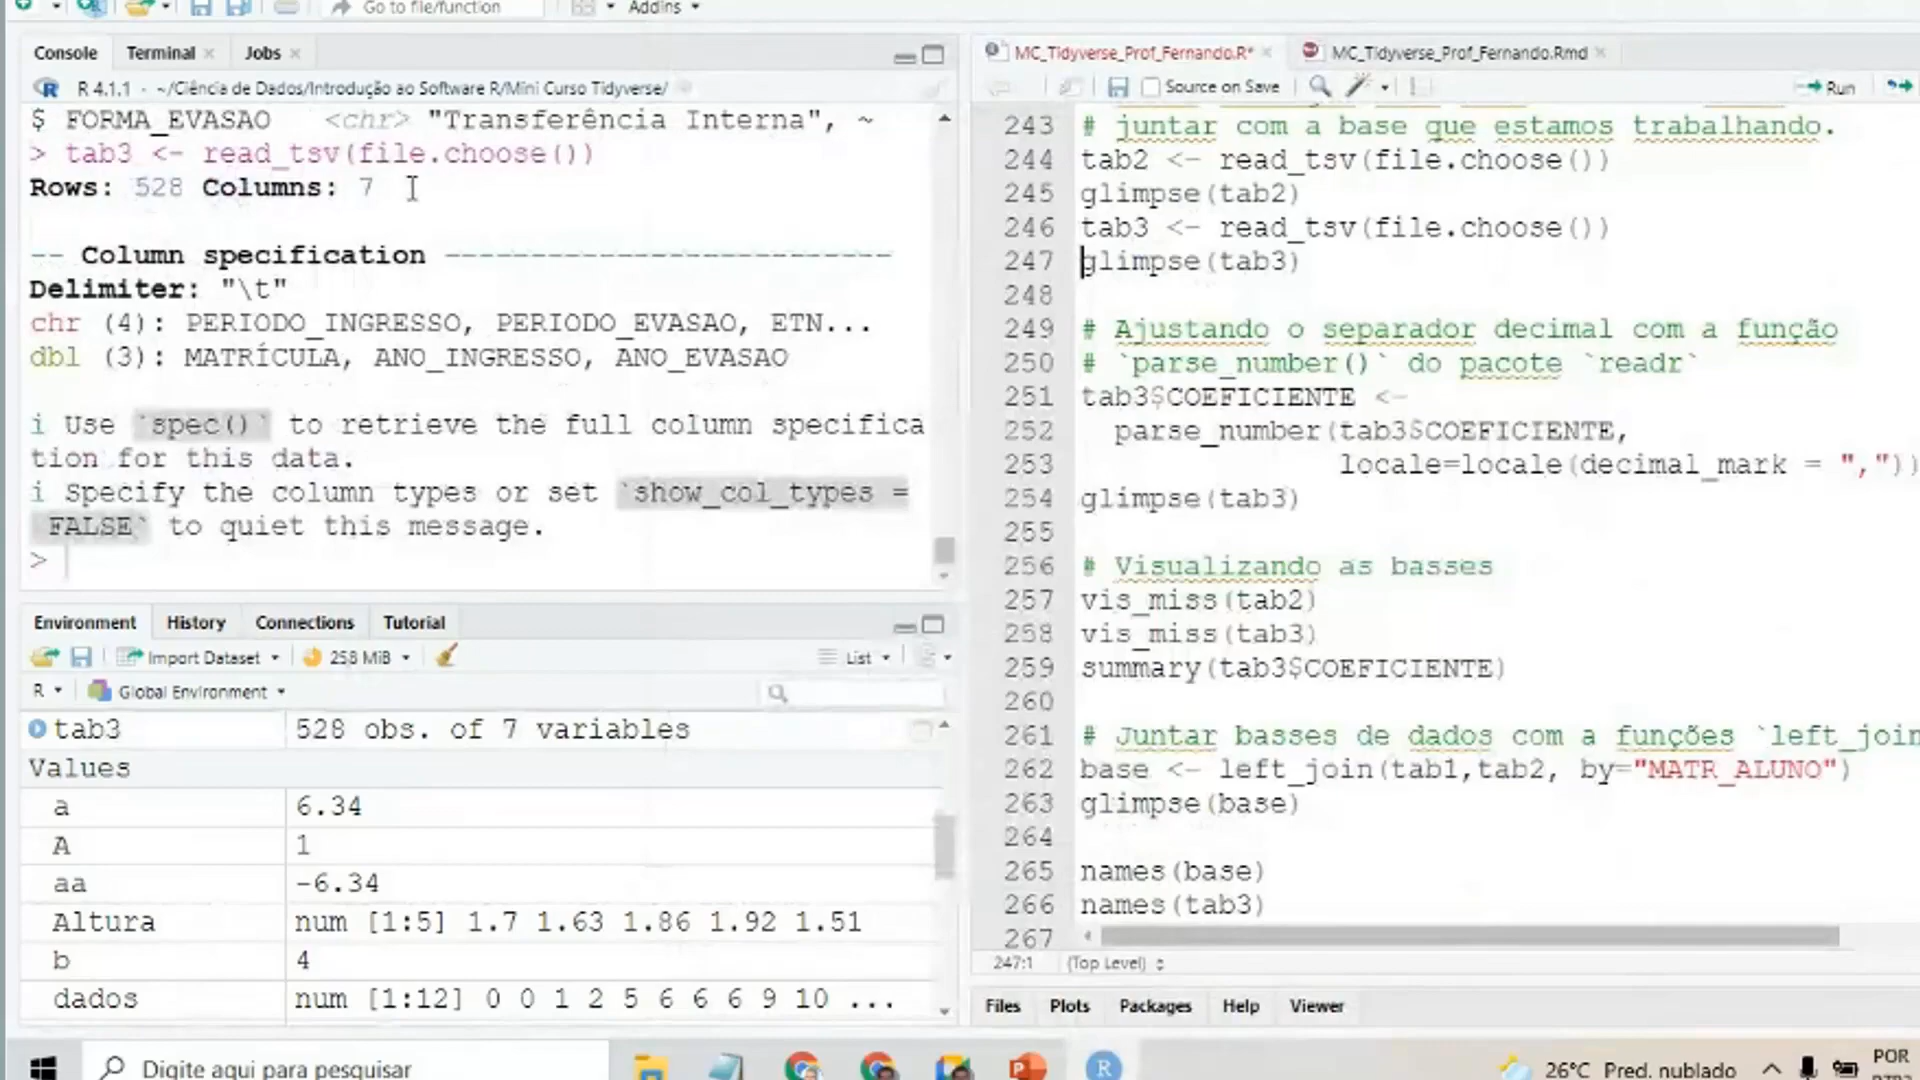 Go to file/function
Addins
Console Terminal Jobs
R 4.1.1 · ~/Ciência de Dados/Introdução ao Software R/Mini Curso Tidyverse/
$ FORMA_EVASAO <chr> "Transferência Interna", ~
> tab3 <- read_tsv(file.choose())
Rows: 528 Columns: 7
-- Column specification --------------------------
Delimiter: "\t"
chr (4): PERIODO_INGRESSO, PERIODO_EVASAO, ETN...
dbl (3): MATRÍCULA, ANO_INGRESSO, ANO_EVASAO
i Use `spec()` to retrieve the full column specifica
tion for this data.
i Specify the column types or set `show_col_types =
FALSE` to quiet this message.
>
Environment History Connections Tutorial
Import Dataset 258 MiB List
R Global Environment
tab3 528 obs. of 7 variables
Values
a 6.34
A 1
aa -6.34
Altura num [1:5] 1.7 1.63 1.86 1.92 1.51
b 4
dados num [1:12] 0 0 1 2 5 6 6 6 9 10 ...
MC_Tidyverse_Prof_Fernando.R* MC_Tidyverse_Prof_Fernando.Rmd
Source on Save Run
243 # juntar com a base que estamos trabalhando.
244 tab2 <- read_tsv(file.choose())
245 glimpse(tab2)
246 tab3 <- read_tsv(file.choose())
247 glimpse(tab3)
248
249 # Ajustando o separador decimal com a função
250 # `parse_number()` do pacote `readr`
251 tab3$COEFICIENTE <-
252 parse_number(tab3$COEFICIENTE,
253 locale=locale(decimal_mark = ","))
254 glimpse(tab3)
255
256 # Visualizando as basses
257 vis_miss(tab2)
258 vis_miss(tab3)
259 summary(tab3$COEFICIENTE)
260
261 # Juntar basses de dados com a funções `left_join
262 base <- left_join(tab1,tab2, by="MATR_ALUNO")
263 glimpse(base)
264
265 names(base)
266 names(tab3)
267
247:1 (Top Level)
Files Plots Packages Help Viewer
Digite aqui para pesquisar
26°C Pred. nublado
POR